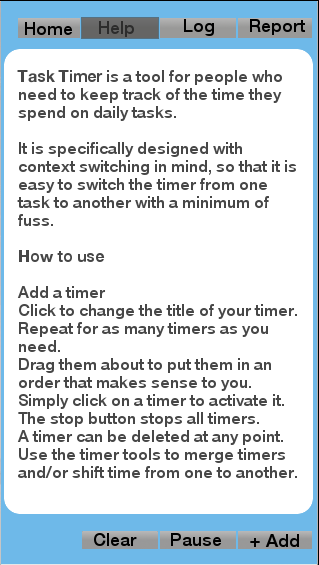 Home Help Log Report
Task Timer is a tool for people who
need to keep track of the time they
spend on daily tasks.
It is specifically designed with
context switching in mind, so that it is
easy to switch the timer from one
task to another with a minimum of
fuss.
How to use
Add a timer
Click to change the title of your timer.
Repeat for as many timers as you
need.
Drag them about to put them in an
order that makes sense to you.
Simply click on a timer to activate it.
The stop button stops all timers.
A timer can be deleted at any point.
Use the timer tools to merge timers
and/or shift time from one to another.
Clear Pause + Add